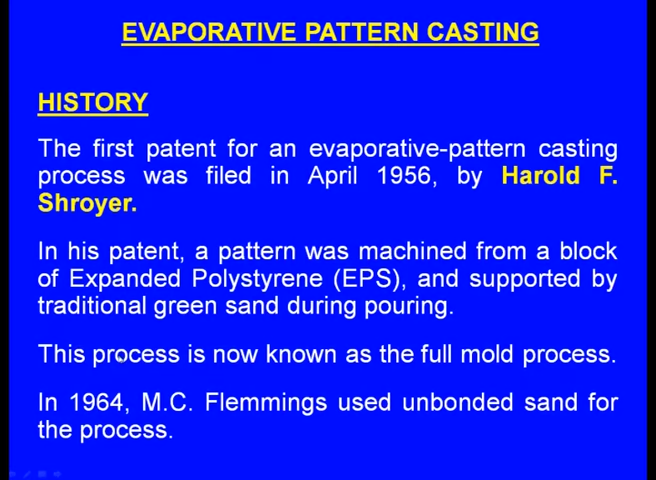 EVAPORATIVE PATTERN CASTING
HISTORY
The first patent for an evaporative-pattern casting
process was filed in April 1956, by Harold F.
Shroyer.
In his patent, a pattern was machined from a block
of Expanded Polystyrene (EPS), and supported by
traditional green sand during pouring.
This process is now known as the full mold process.
In 1964, M.C. Flemmings used unbonded sand for
the process.